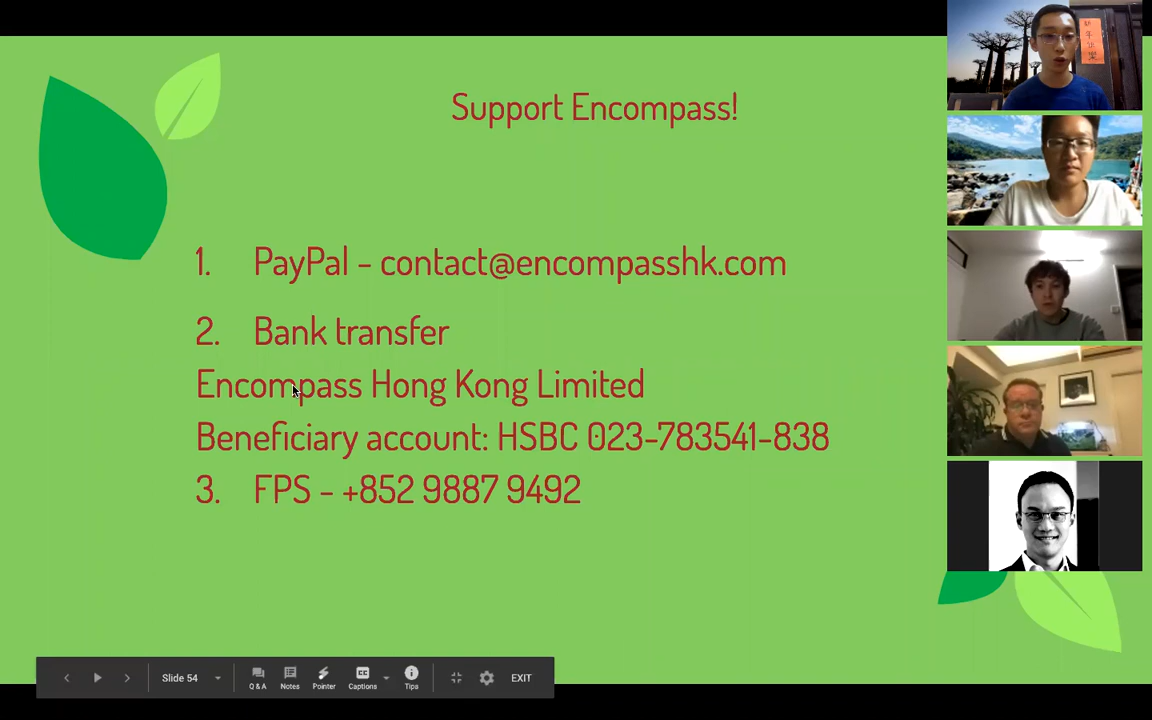 Support Encompass!
1. PayPal - contact@encompasshk.com
2. Bank transfer
Encompass Hong Kong Limited
Beneficiary account: HSBC 023-783541-838
3. FPS - +852 9887 9492
Slide 54
Q & A
Notes
Pointer
CC
Captions
Tips
EXIT